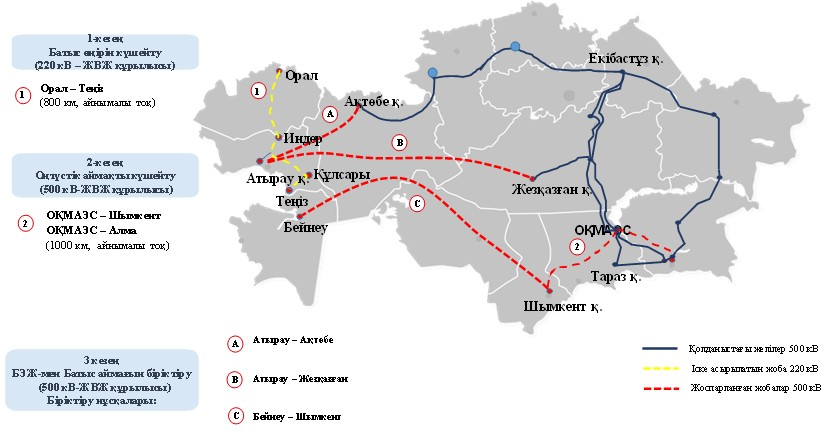 1-кезең
Батыс өңірін күшейту
(220 кВ – ЖВЖ құрылысы)
1
Орал – Теңіз
(800 км, айнымалы тоқ)
2-кезең
Оңтүстік аймақты күшейту
(500 кВ-ЖВЖ құрылысы)
2
ОҚМАЭС – Шымкент
ОҚМАЭС – Алма
(1000 км, айнымалы тоқ)
3 кезең
БЭЖ-мен Батыс аймағын біріктіру
(500 кВ-ЖВЖ құрылысы)
Біріктіру нұсқалары:
Екібастұз қ.
Орал
1
Ақтөбе қ.
A
Индер
B
Атырау қ.
Құлсары
Теңіз
Жезқазған қ.
C
Бейнеу
ОҚМАЭС
2
Тараз қ.
Шымкент қ.
A
Атырау – Ақтөбе
B
Атырау – Жезқазған
C
Бейнеу – Шымкент
Қолданыстағы желілер 500 кВ
Іске асырылатын жоба 220 кВ
Жоспарланған жобалар 500 кВ